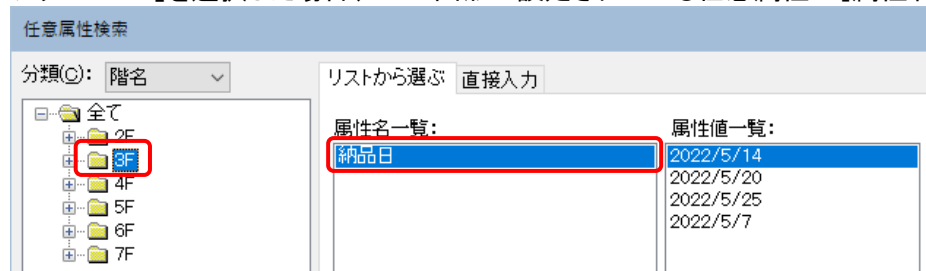 任意属性検索
分類(C): 階名
リストから選ぶ 直接入力
全て
2F
3F
4F
5F
6F
7F
属性名一覧:
納品日
属性値一覧:
2022/5/14
2022/5/20
2022/5/25
2022/5/7